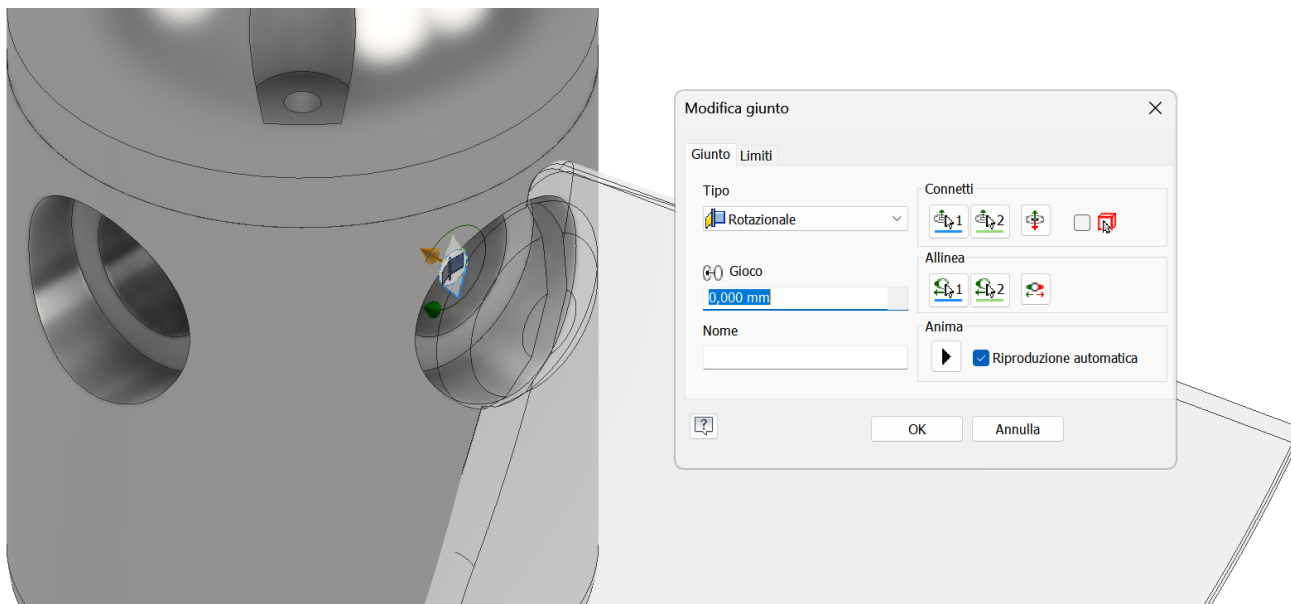 Modifica giunto
Giunto Limiti
Tipo
Rotazionale
Gioco
0,000 mm
Nome
Connetti
1 2
Allinea
1 2
Anima
Riproduzione automatica
?
OK Annulla